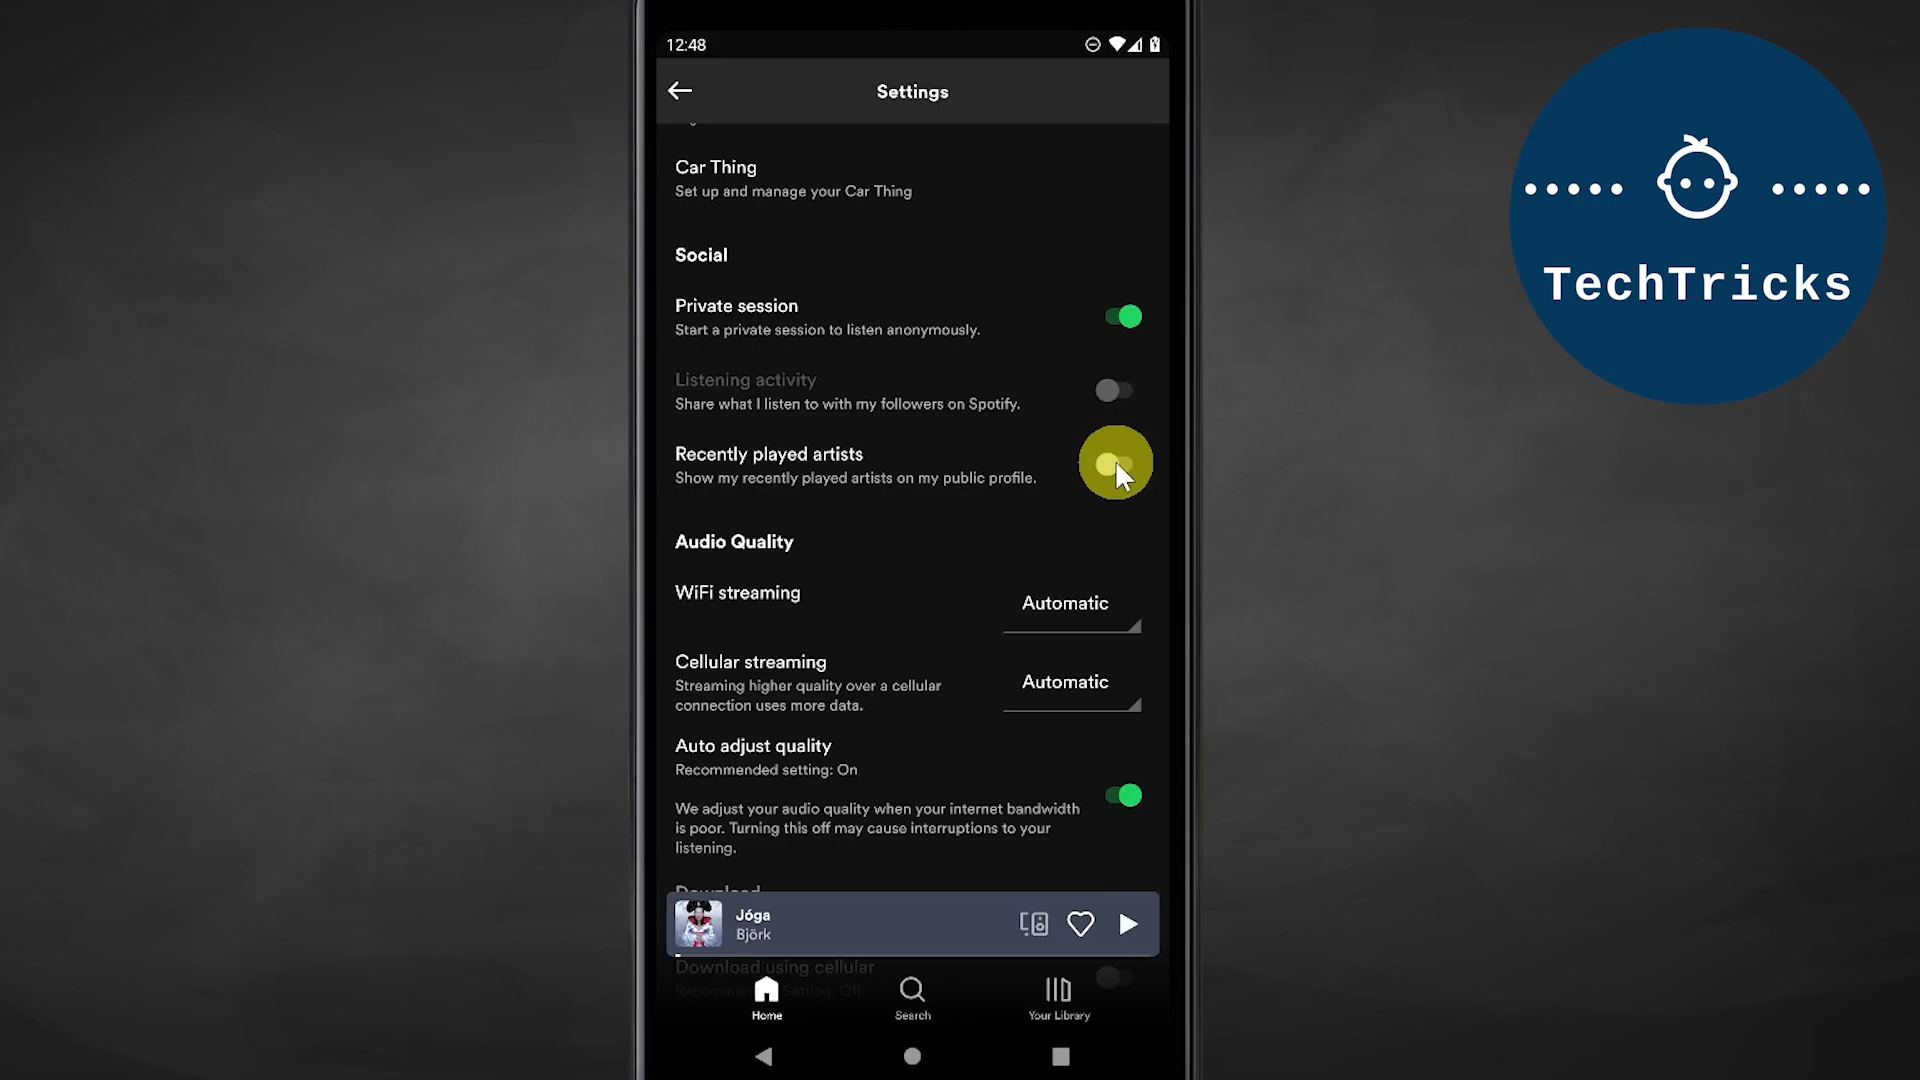 12:48
Settings
Car Thing
Set up and manage your Car Thing
Social
Private session
Start a private session to listen anonymously.
Listening activity
Share what I listen to with my followers on Spotify.
Recently played artists
Show my recently played artists on my public profile.
Audio Quality
WiFi streaming
Automatic
Cellular streaming
Automatic
Streaming higher quality over a cellular
connection uses more data.
Auto adjust quality
Recommended setting: On
We adjust your audio quality when your internet bandwidth
is poor. Turning this off may cause interruptions to your
listening.
Download
Jóga
Björk
Download using cellular
Setting: Off
Home
Search
Your Library
TechTricks